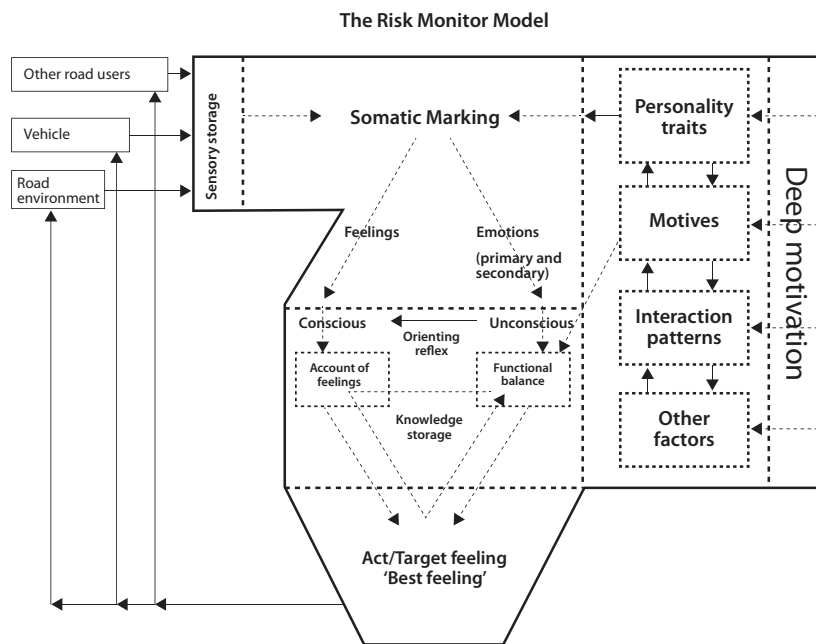 The Risk Monitor Model
Other road users
Vehicle
Road
environment
Sensory storage
Somatic Marking
Feelings
Emotions
(primary and
secondary)
Conscious
Unconscious
Orienting
reflex
Account of
feelings
Functional
balance
Knowledge
storage
Act/Target feeling
‘Best feeling’
Personality
traits
Motives
Interaction
patterns
Other
factors
Deep motivation